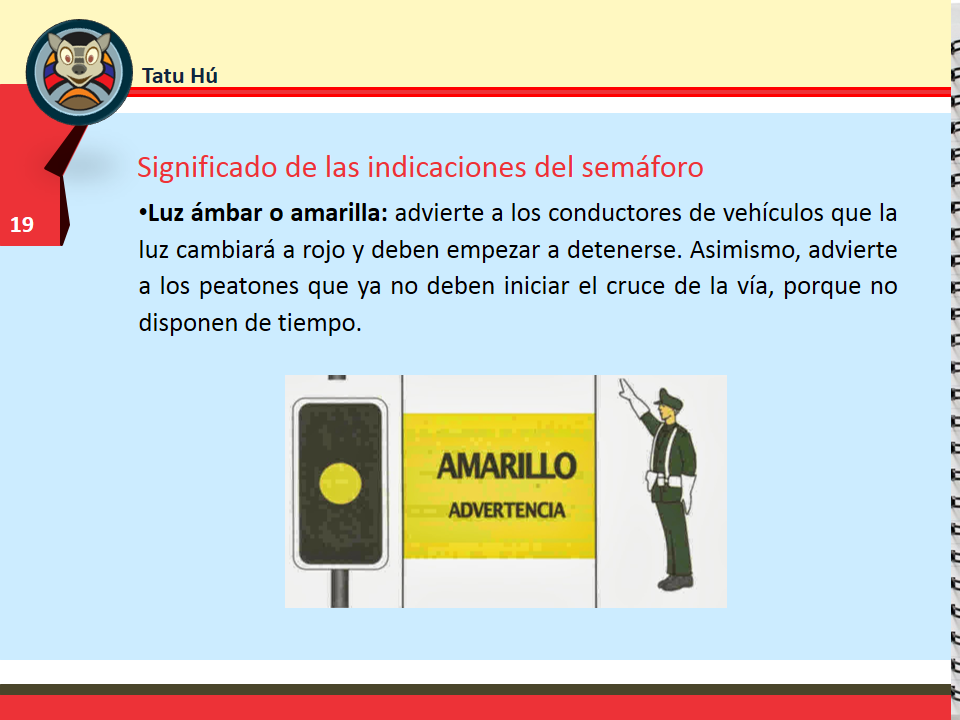 Tatu Hú
Significado de las indicaciones del semáforo
19
•Luz ámbar o amarilla: advierte a los conductores de vehículos que la
luz cambiará a rojo y deben empezar a detenerse. Asimismo, advierte
a los peatones que ya no deben iniciar el cruce de la vía, porque no
disponen de tiempo.
AMARILLO
ADVERTENCIA